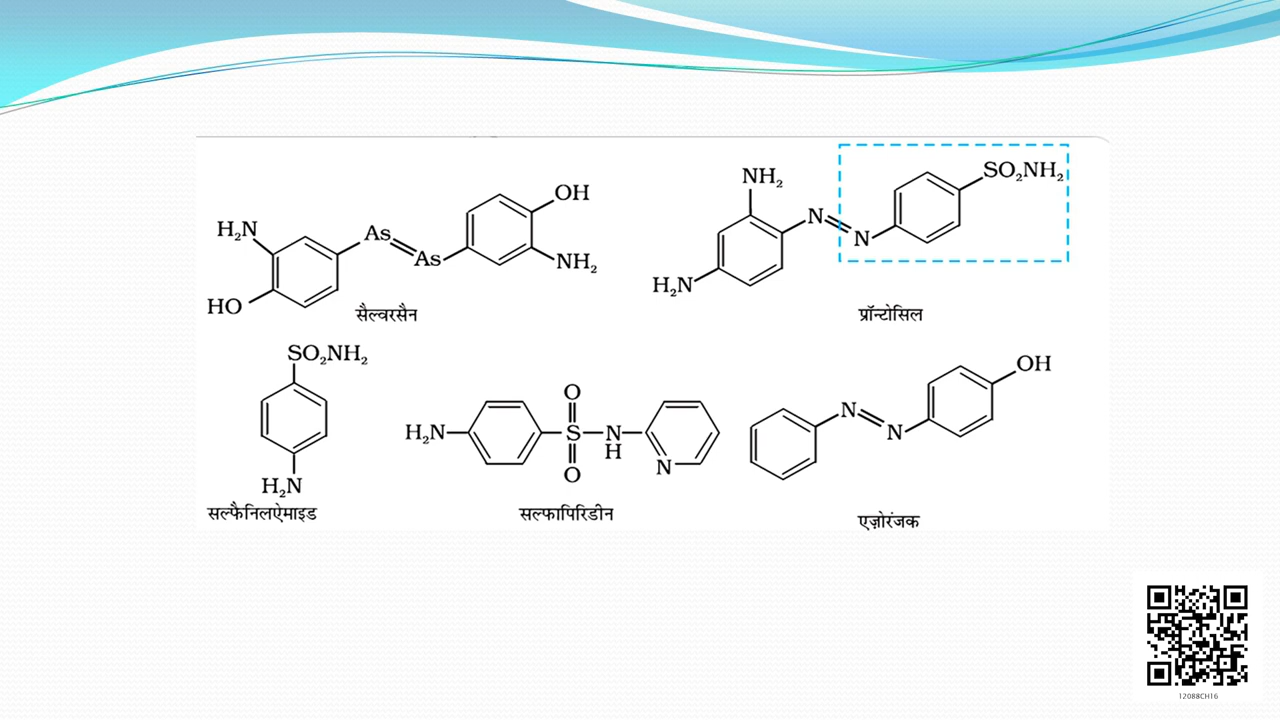 OH
H₂N
As
As
NH₂
HO
सैल्वरसैन
NH₂
SO₂NH₂
N
N
H₂N
प्रॉन्टोसिल
SO₂NH₂
H₂N
सल्फैनिलऐमाइड
O
H₂N
S
N
H
O
N
सल्फापिरिडीन
OH
N
N
एज़ोरंजक
12088CH16